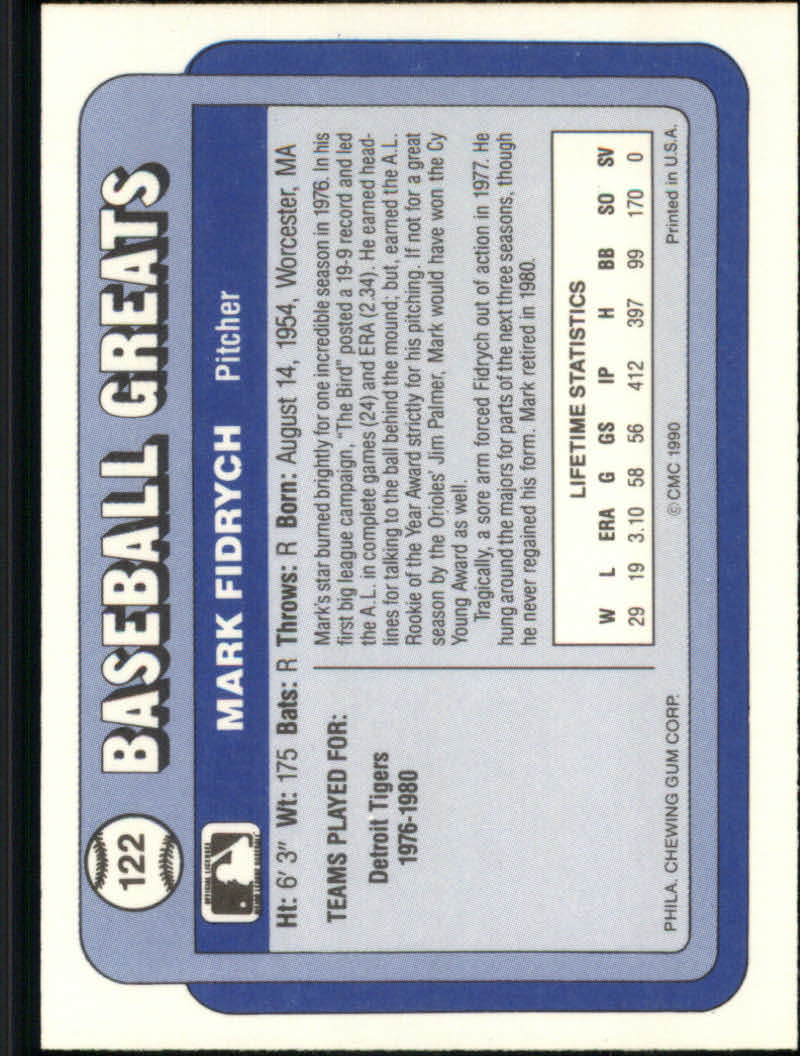 122
BASEBALL GREATS
MARK FIDRYCH Pitcher
Ht: 6' 3" Wt: 175 Bats: R Throws: R Born: August 14, 1954, Worcester, MA
TEAMS PLAYED FOR:
Detroit Tigers
1976-1980
Mark's star burned brightly for one incredible season in 1976. In his
first big league campaign, "The Bird" posted a 19-9 record and led
the A.L. in complete games (24) and ERA (2.34). He earned head-
lines for talking to the ball behind the mound; but, earned the A.L.
Rookie of the Year Award strictly for his pitching. If not for a great
season by the Orioles' Jim Palmer, Mark would have won the Cy
Young Award as well.
Tragically, a sore arm forced Fidrych out of action in 1977. He
hung around the majors for parts of the next three seasons, though
he never regained his form. Mark retired in 1980.
LIFETIME STATISTICS
W L ERA G GS IP H BB SO SV
29 19 3.10 58 56 412 397 99 170 0
PHILA. CHEWING GUM CORP. © CMC 1990 Printed in U.S.A.